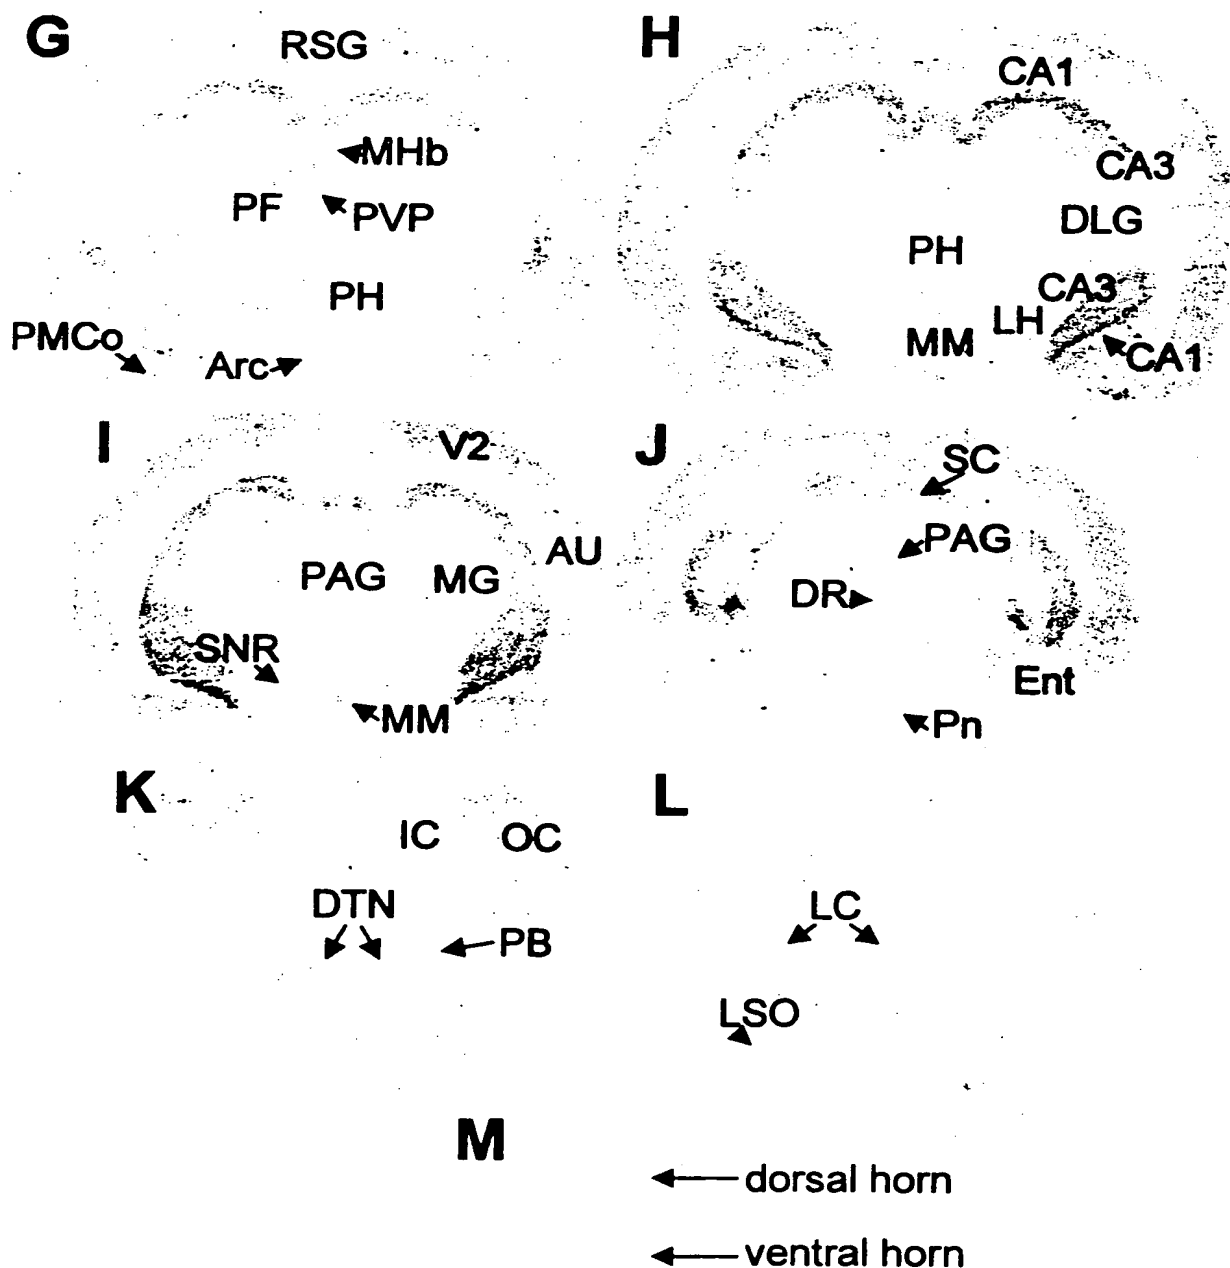 G
RSG
MHb
PF
PVP
PH
PMCo
Arc
H
CA1
CA3
DLG
PH
CA3
LH
MM
CA1
I
V2
AU
PAG
MG
SNR
MM
J
SC
PAG
DR
Ent
Pn
K
IC
OC
DTN
PB
L
LC
LSO
M
dorsal horn
ventral horn